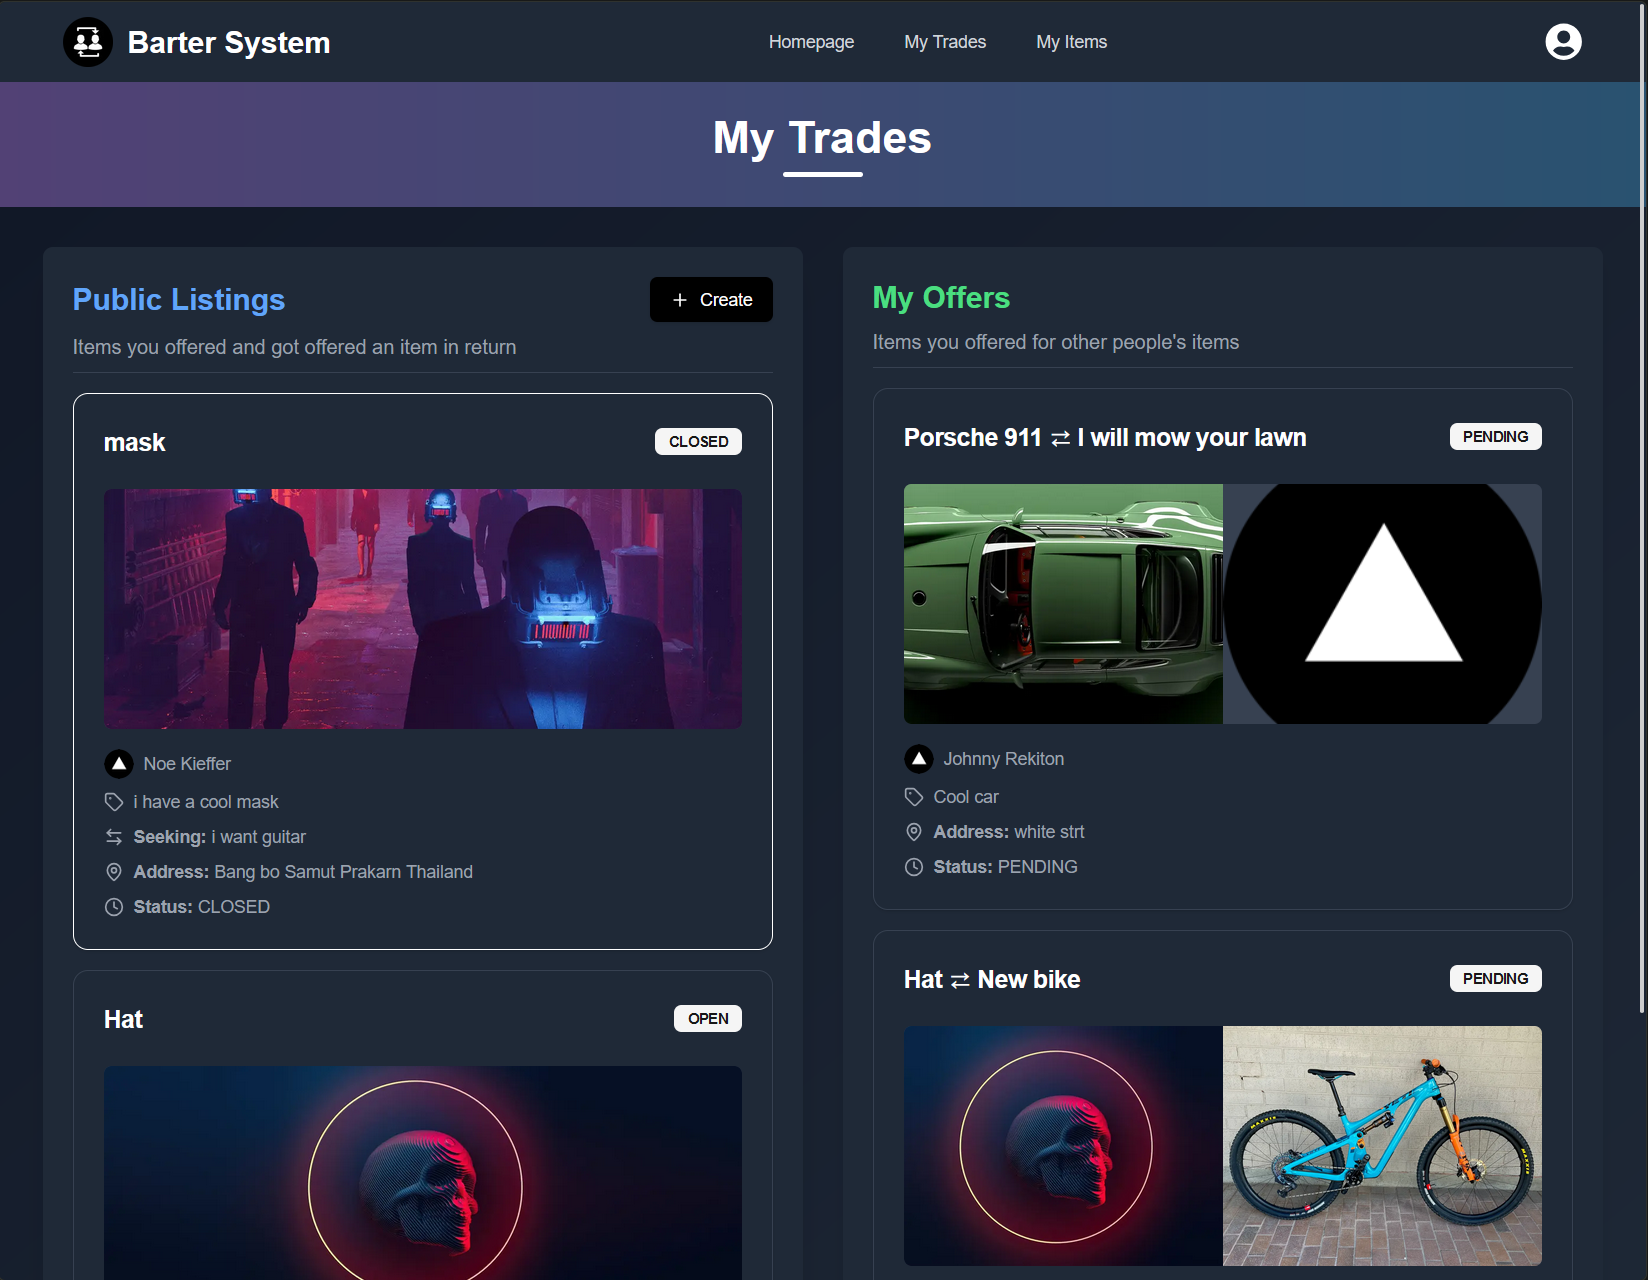 Barter System
Homepage
My Trades
My Items
My Trades
Public Listings
+ Create
Items you offered and got offered an item in return
mask
CLOSED
Noe Kieffer
i have a cool mask
Seeking: i want guitar
Address: Bang bo Samut Prakarn Thailand
Status: CLOSED
Hat
OPEN
My Offers
Items you offered for other people's items
Porsche 911 ⇄ I will mow your lawn
PENDING
Johnny Rekiton
Cool car
Address: white strt
Status: PENDING
Hat ⇄ New bike
PENDING
MAXXIS